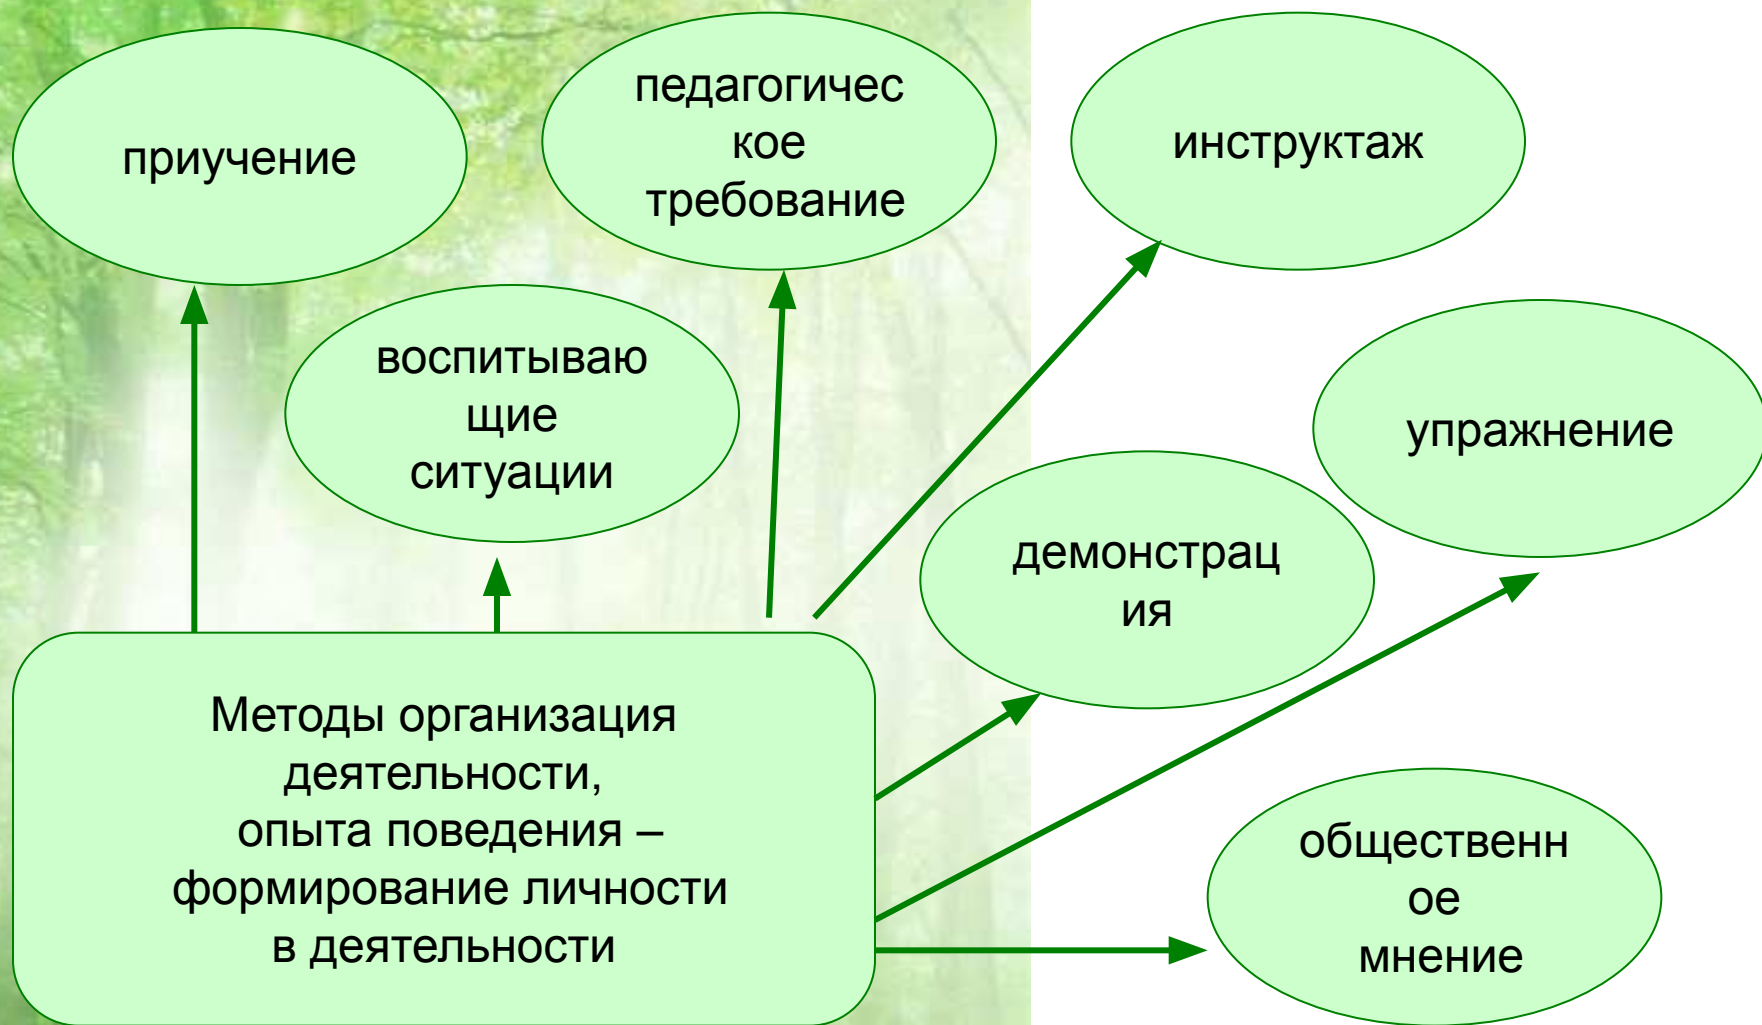 приучение
педагогичес
кое
требование
инструктаж
воспитываю
щие
ситуации
упражнение
демонстрац
ия
Методы организация
деятельности,
опыта поведения –
формирование личности
в деятельности
общественн
ое
мнение